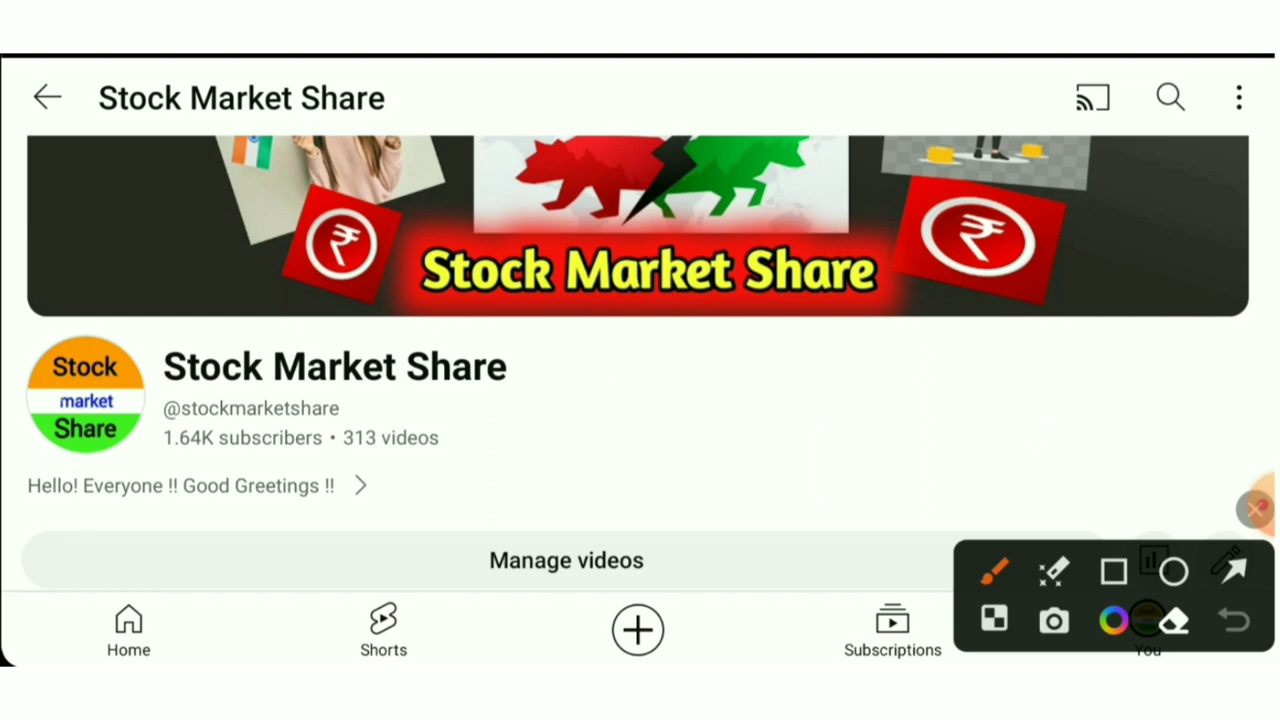 Stock Market Share
Stock Market Share
Stock
market
Share
Stock Market Share
@stockmarketshare
1.64K subscribers • 313 videos
Hello! Everyone !! Good Greetings !!
Manage videos
Home
Shorts
Subscriptions
You